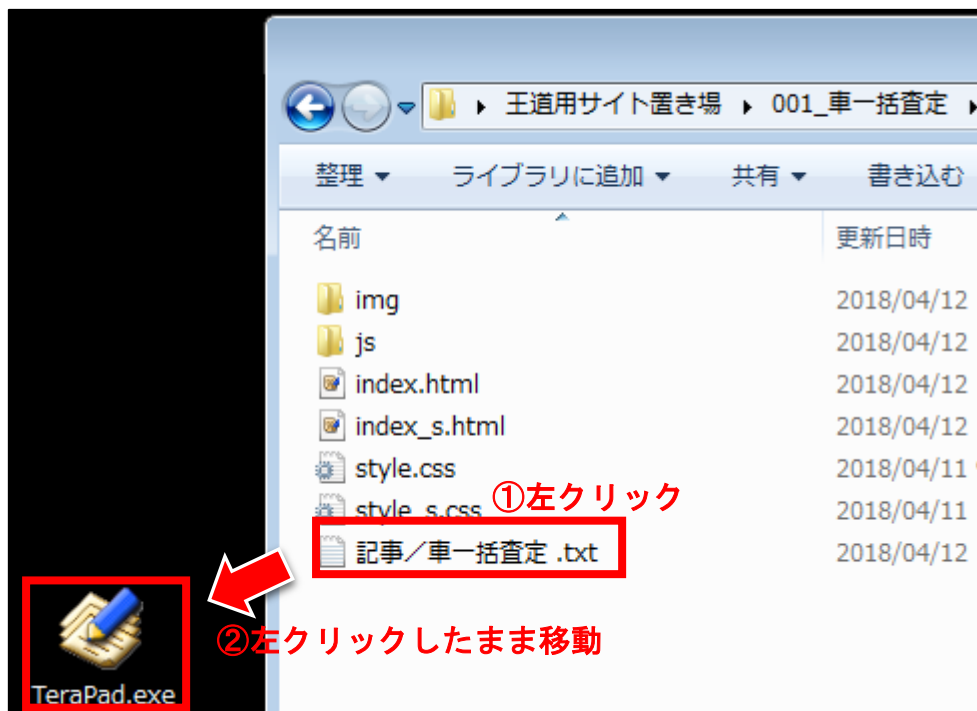 王道用サイト置き場 001_車一括査定
整理 ライブラリに追加 共有 書き込む
名前 更新日時
img 2018/04/12
js 2018/04/12
index.html 2018/04/12
index_s.html 2018/04/12
style.css 2018/04/11
①左クリック
style_s.css 2018/04/11
記事／車一括査定 .txt 2018/04/12
②左クリックしたまま移動
TeraPad.exe